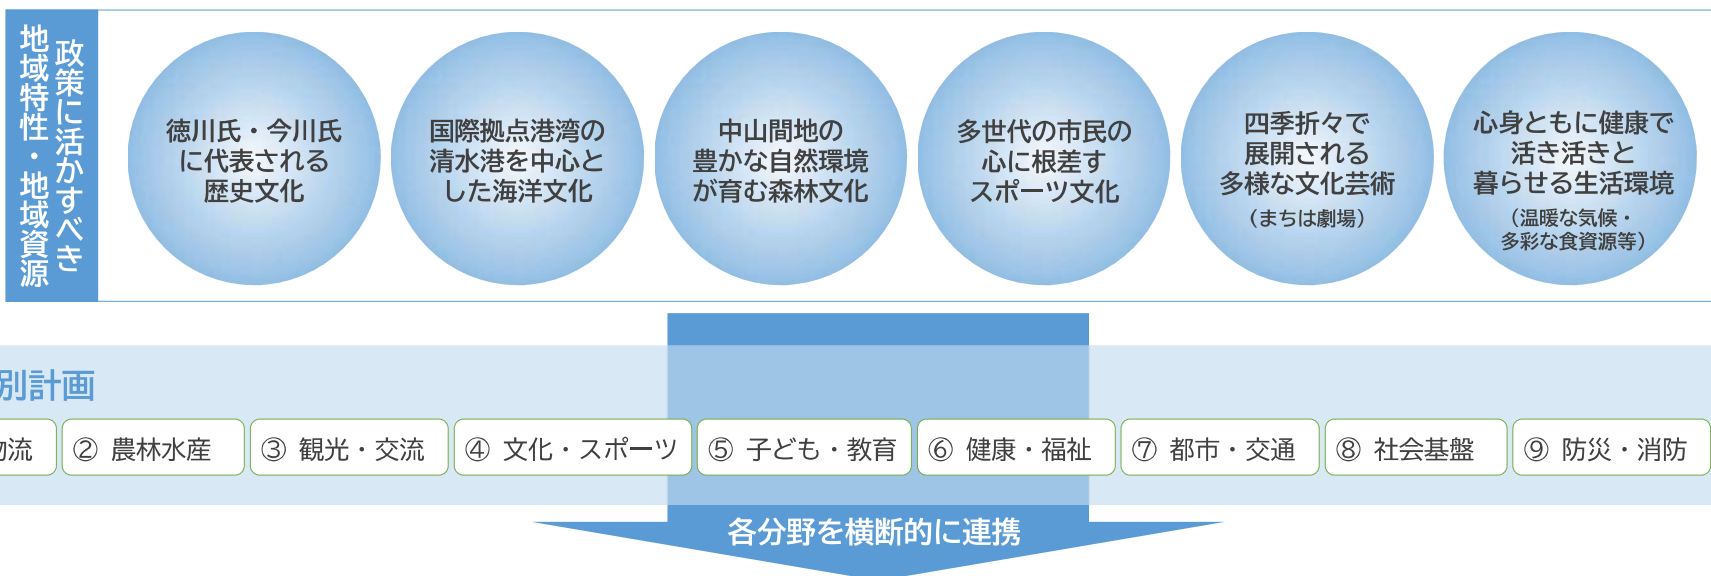 政策に活かすべき
地域特性・地域資源
徳川氏・今川氏
に代表される
歴史文化
国際拠点港湾の
清水港を中心と
した海洋文化
中山間地の
豊かな自然環境
が育む森林文化
多世代の市民の
心に根差す
スポーツ文化
四季折々で
展開される
多様な文化芸術
（まちは劇場）
心身ともに健康で
活き活きと
暮らせる生活環境
（温暖な気候・
多彩な食資源等）
別計画
物流
② 農林水産
③ 観光・交流
④ 文化・スポーツ
⑤ 子ども・教育
⑥ 健康・福祉
⑦ 都市・交通
⑧ 社会基盤
⑨ 防災・消防
各分野を横断的に連携